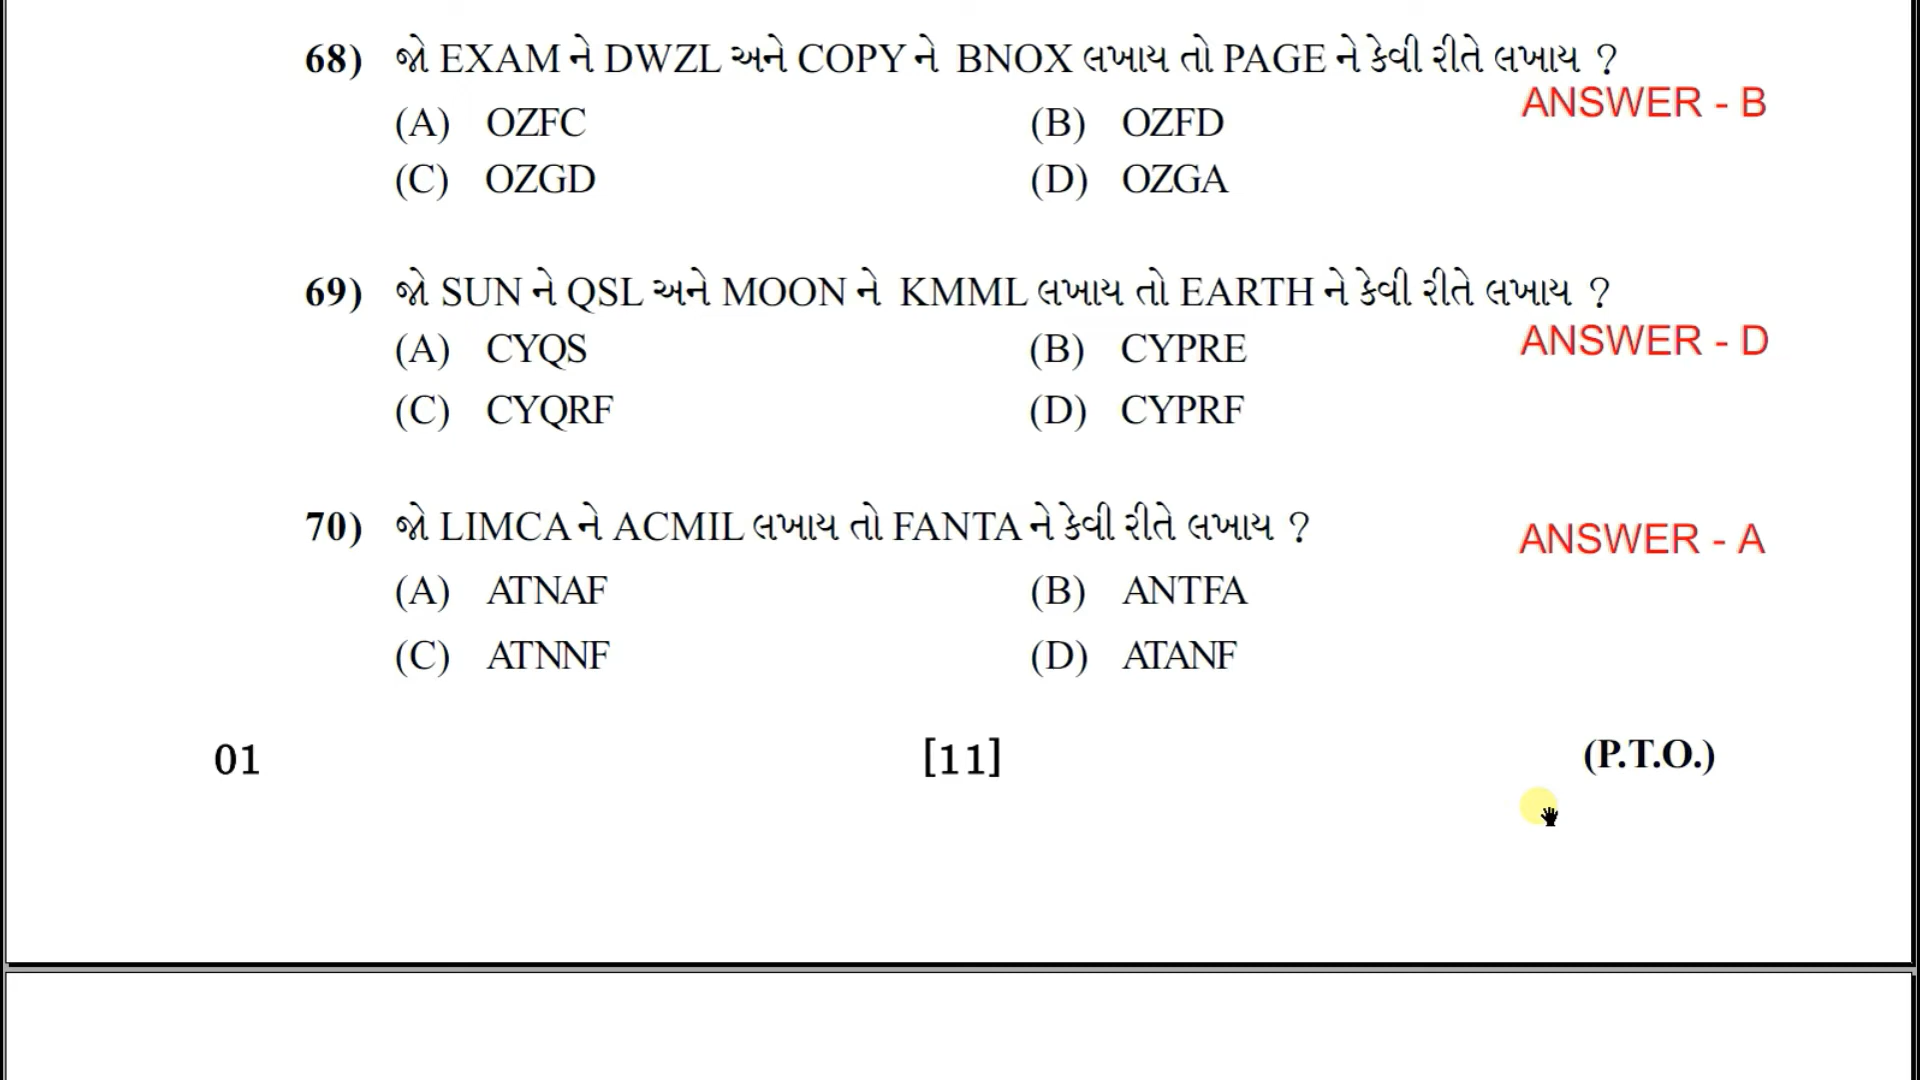 68) જો EXAM ને DWZL અને COPY ને BNOX લખાય તો PAGE ને કેવી રીતે લખાય ?
ANSWER - B
(A) OZFC (B) OZFD
(C) OZGD (D) OZGA
69) જો SUN ને QSL અને MOON ને KMML લખાય તો EARTH ને કેવી રીતે લખાય ?
ANSWER - D
(A) CYQS (B) CYPRE
(C) CYQRF (D) CYPRF
70) જો LIMCA ને ACMIL લખાય તો FANTA ને કેવી રીતે લખાય ?
ANSWER - A
(A) ATNAF (B) ANTFA
(C) ATNNF (D) ATANF
01 [11] (P.T.O.)